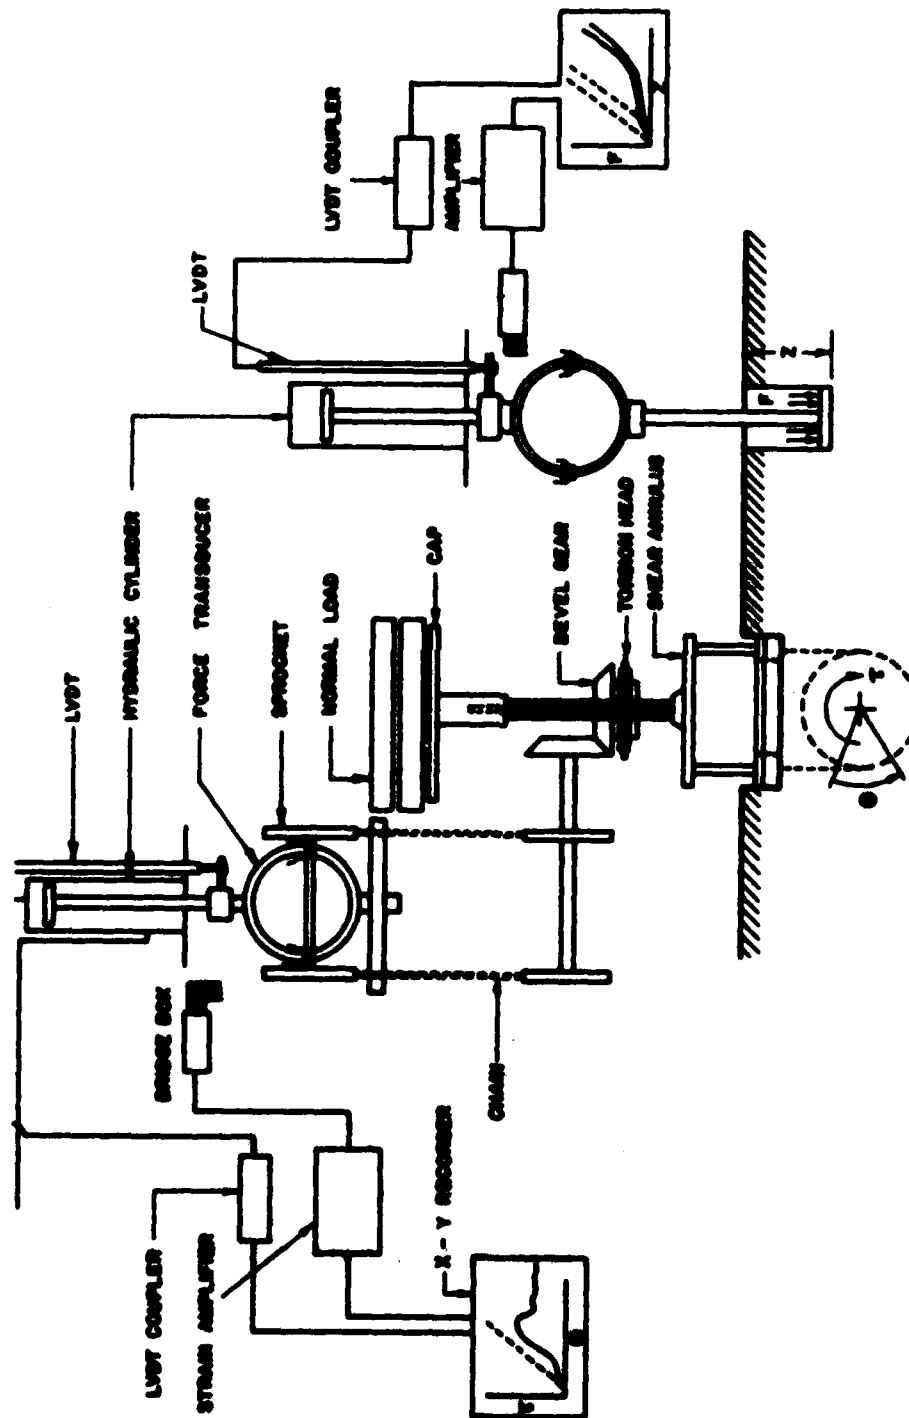 LVDT COUPLER
STRAIN AMPLIFIER
BRIDGE BOX
X-Y RECORDER
CHAIN
LVDT
HYDRAULIC CYLINDER
FORCE TRANSDUCER
SPROCKET
NORMAL LOAD
CAP
BEVEL GEAR
TORSION HEAD
SHEAR ANNULUS
LVDT
LVDT COUPLER
AMPLIFIER
F
Z
F
Z
τ
θ